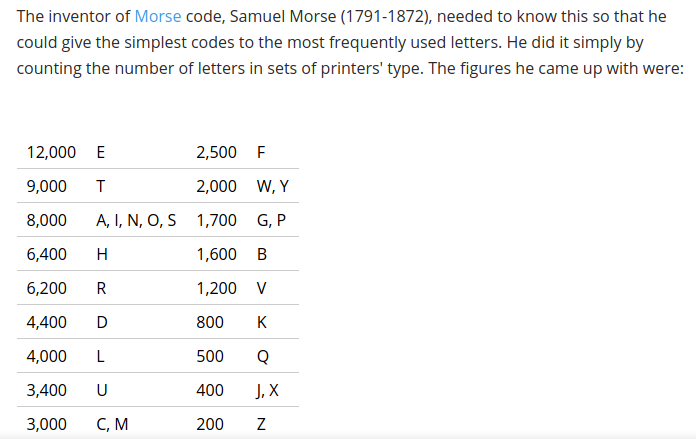 The inventor of Morse code, Samuel Morse (1791-1872), needed to know this so that he
could give the simplest codes to the most frequently used letters. He did it simply by
counting the number of letters in sets of printers' type. The figures he came up with were:
12,000 E 2,500 F
9,000 T 2,000 W, Y
8,000 A, I, N, O, S 1,700 G, P
6,400 H 1,600 B
6,200 R 1,200 V
4,400 D 800 K
4,000 L 500 Q
3,400 U 400 J, X
3,000 C, M 200 Z